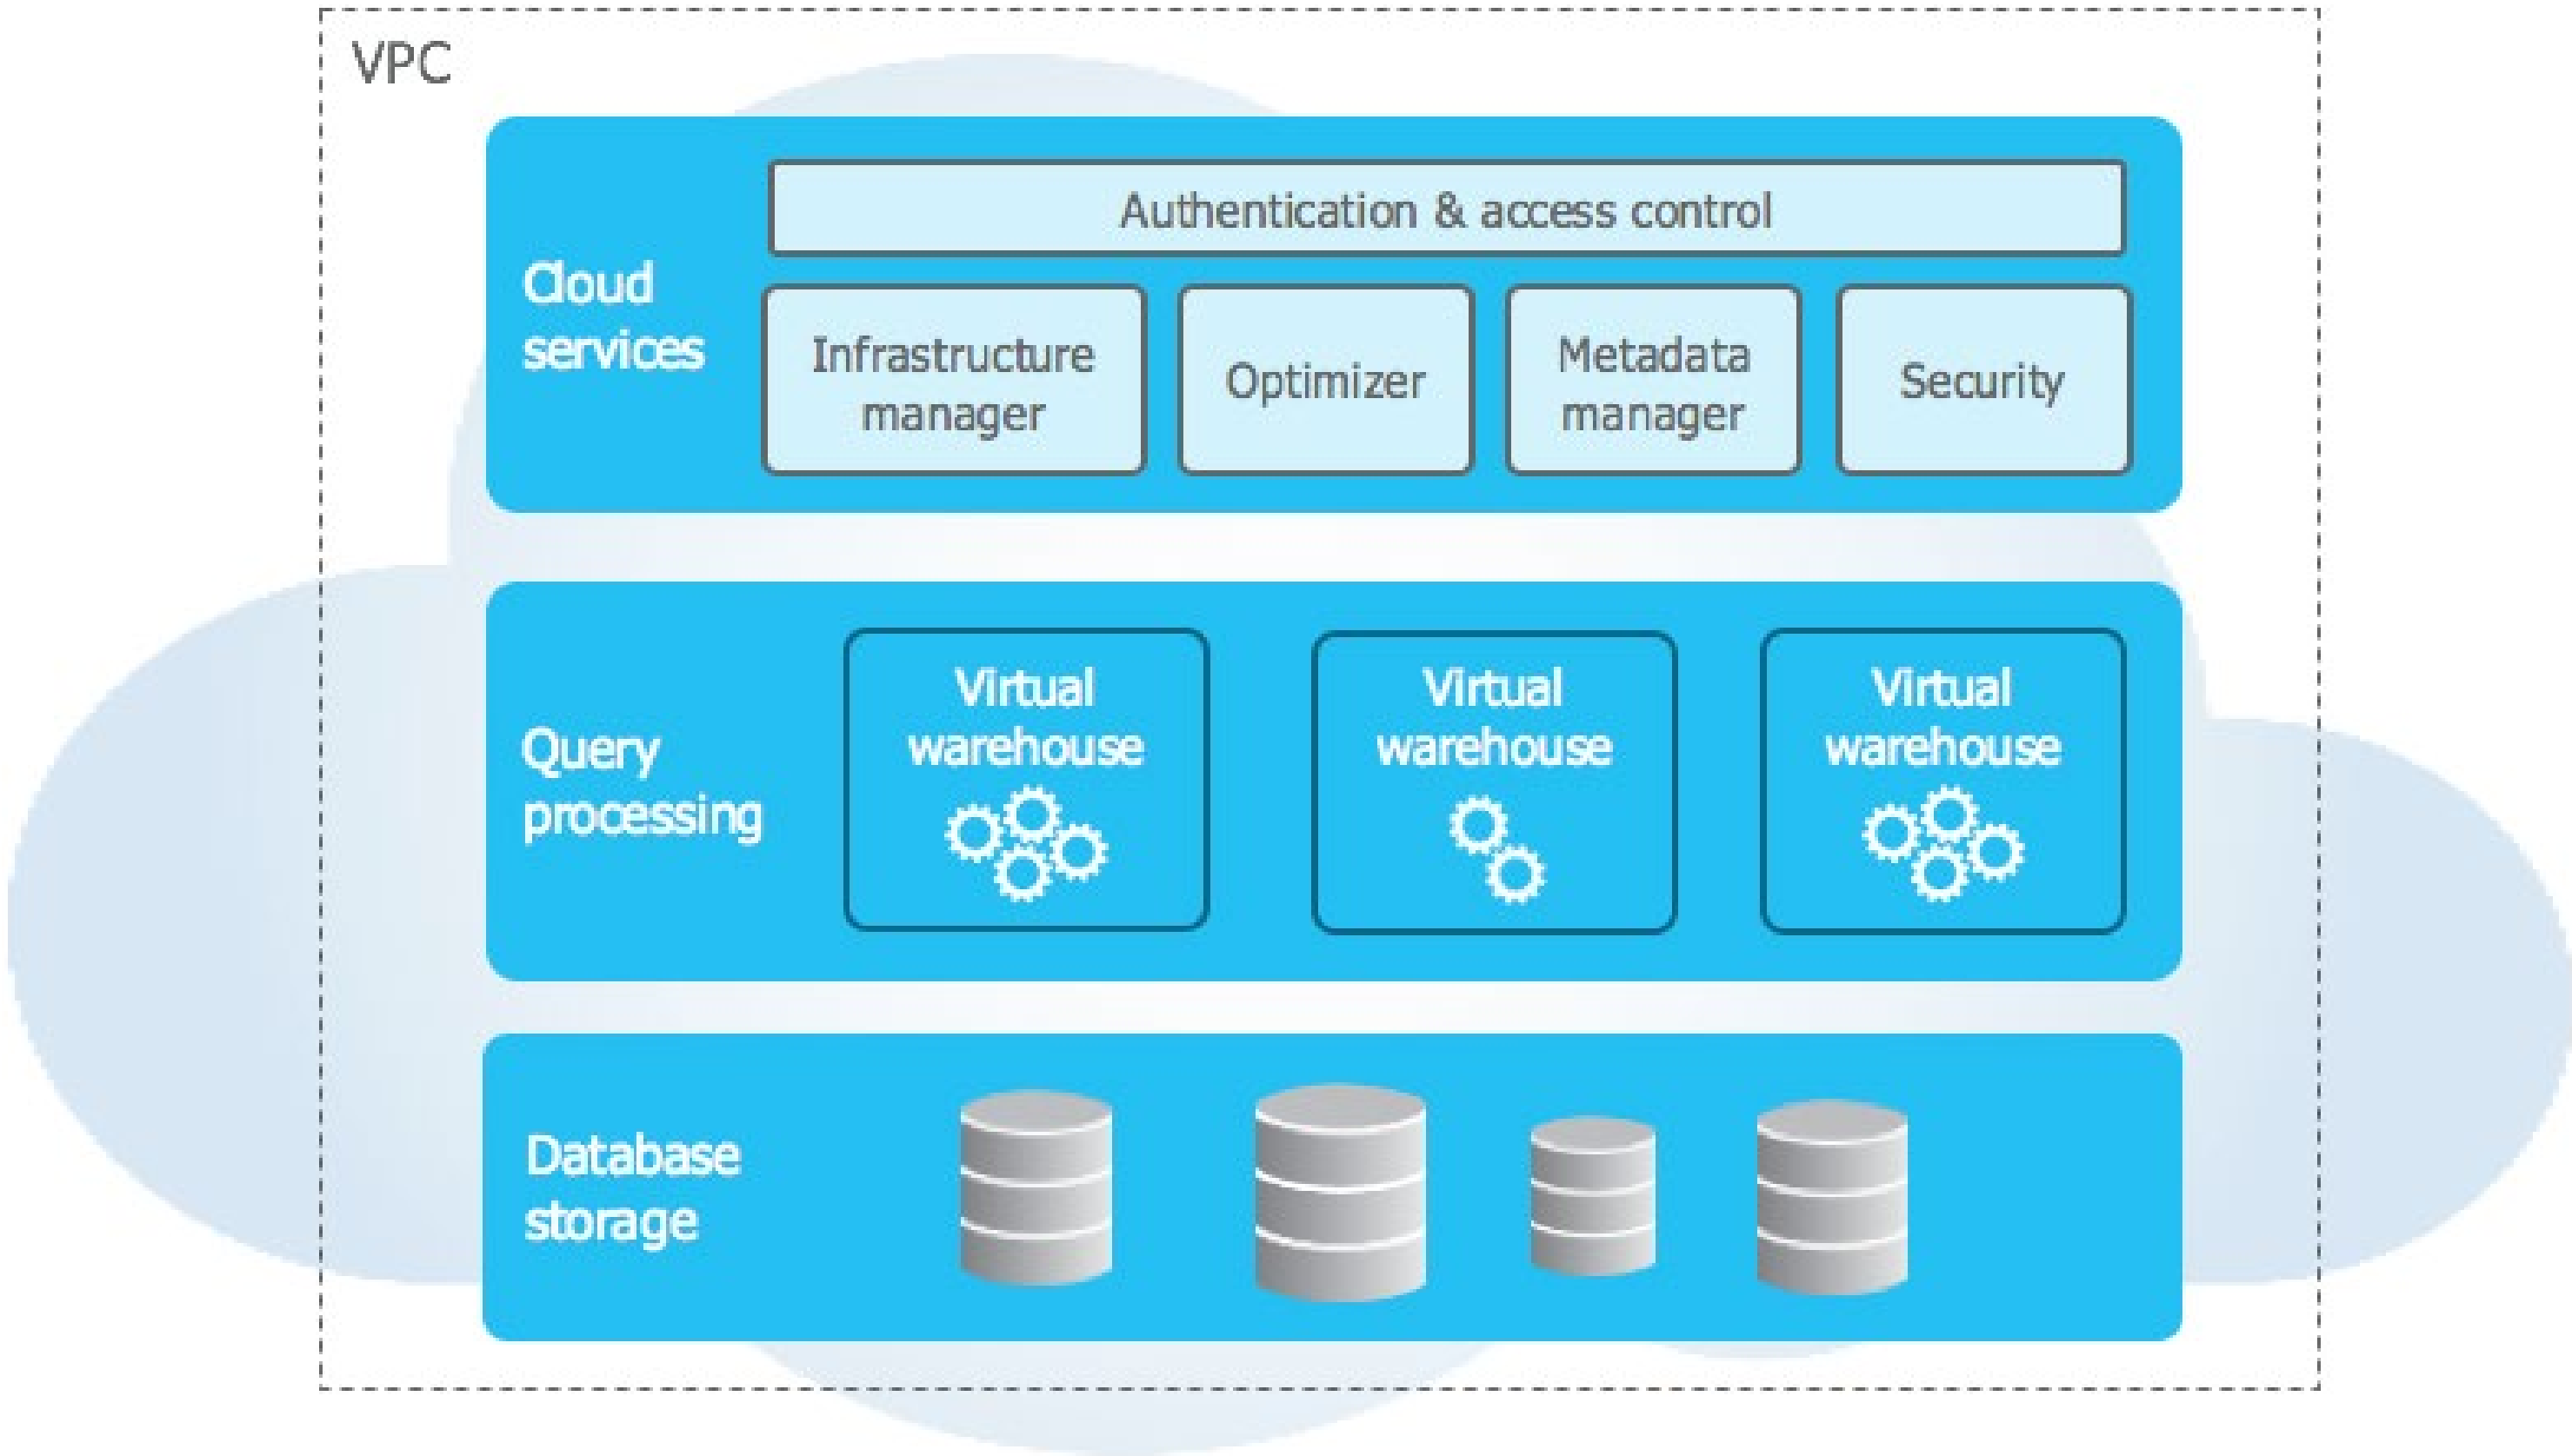 VPC
Authentication & access control
Cloud
services
Infrastructure
manager
Optimizer
Metadata
manager
Security
Query
processing
Virtual
warehouse
Virtual
warehouse
Virtual
warehouse
Database
storage